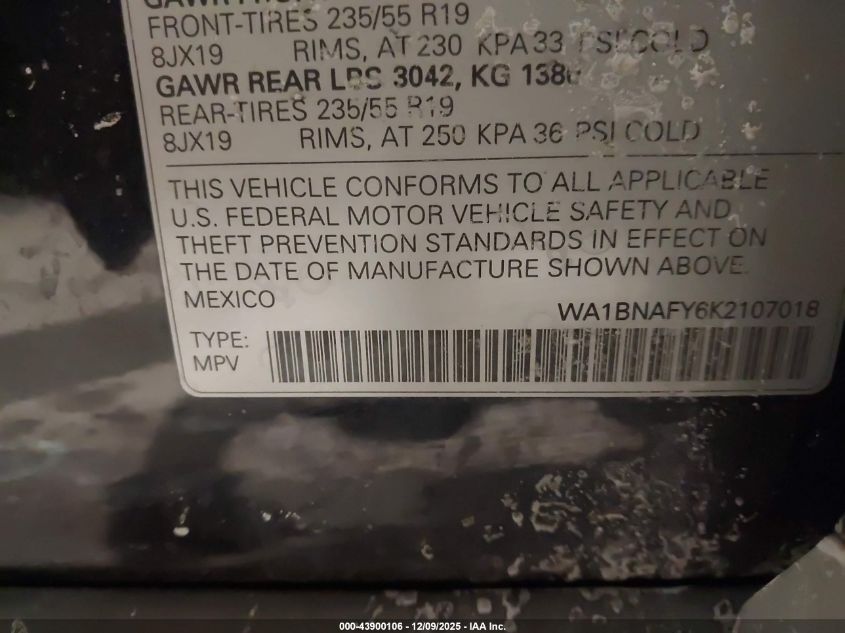 FRONT-TIRES 235/55 R19
8JX19 RIMS, AT 230 KPA 33 PSI COLD
GAWR REAR LBS 3042, KG 1380
REAR-TIRES 235/55 R19
8JX19 RIMS, AT 250 KPA 36 PSI COLD
THIS VEHICLE CONFORMS TO ALL APPLICABLE
U.S. FEDERAL MOTOR VEHICLE SAFETY AND
THEFT PREVENTION STANDARDS IN EFFECT ON
THE DATE OF MANUFACTURE SHOWN ABOVE.
MEXICO
WA1BNAFY6K2107018
TYPE:
MPV
000-43900106 - 12/09/2025 - IAA Inc.